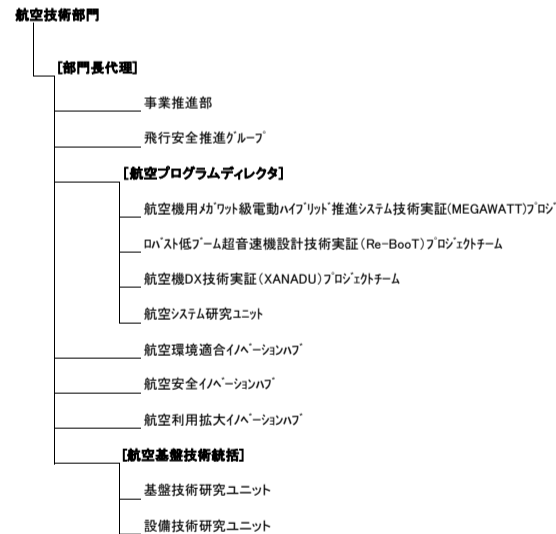 航空技術部門
[部門長代理]
事業推進部
飛行安全推進ｸﾞﾙｰﾌﾟ
[航空プログラムディレクタ]
航空機用ﾒｶﾞﾜｯﾄ級電動ﾊｲﾌﾞﾘｯﾄﾞ推進システム技術実証(MEGAWATT)ﾌﾟﾛｼﾞ
ﾛﾊﾞｽﾄ低ﾌﾞｰﾑ超音速機設計技術実証（Re-BooT）ﾌﾟﾛｼﾞｪｸﾄチーム
航空機DX技術実証（XANADU）ﾌﾟﾛｼﾞｪｸﾄチーム
航空ｼｽﾃﾑ研究ﾕﾆｯﾄ
航空環境適合ｲﾉﾍﾞｰｼｮﾝﾊﾌﾞ
航空安全ｲﾉﾍﾞｰｼｮﾝﾊﾌﾞ
航空利用拡大ｲﾉﾍﾞｰｼｮﾝﾊﾌﾞ
[航空基盤技術統括]
基盤技術研究ユニット
設備技術研究ユニット